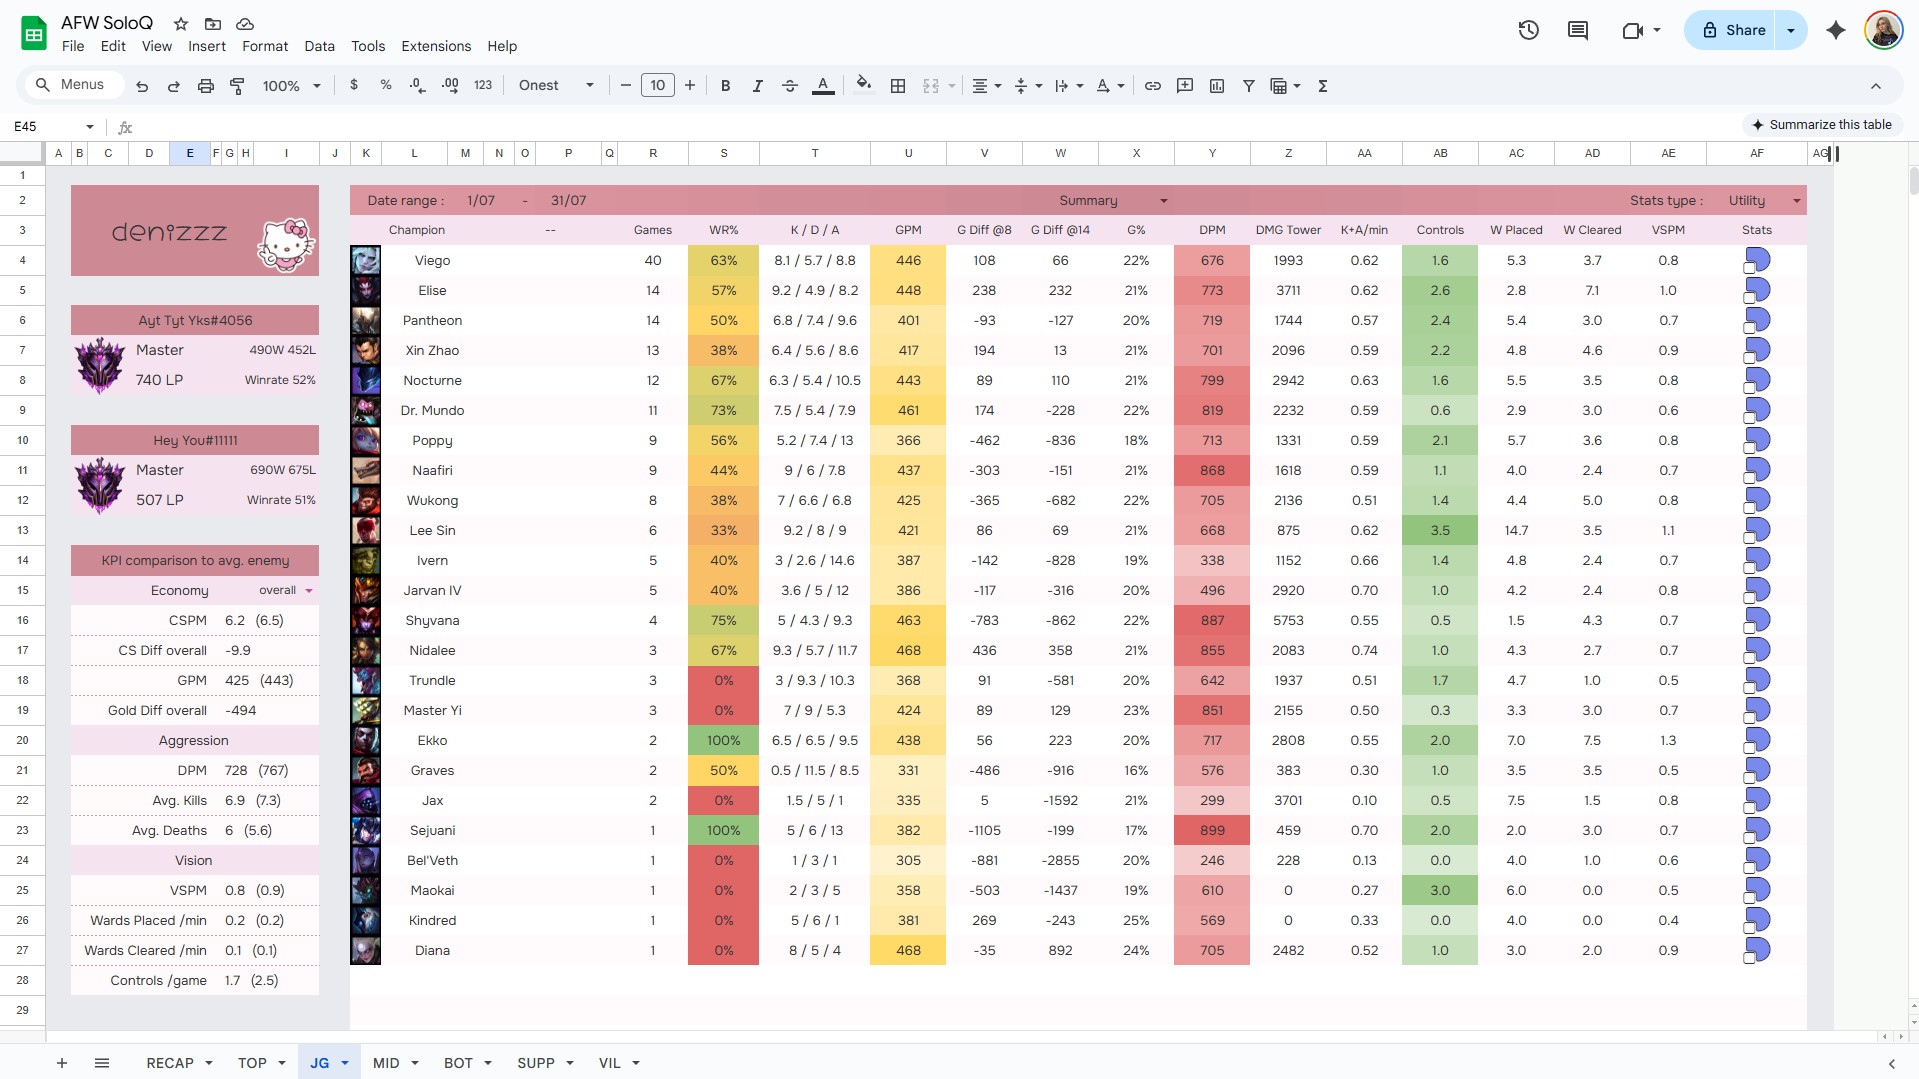 AFW SoloQ
File Edit View Insert Format Data Tools Extensions Help
Share
Menus 100% $ % .0 .00 123 Onest 10 B I A Σ
E45 fx Summarize this table
A B C D E F G H I J K L M N O P Q R S T U V W X Y Z AA AB AC AD AE AF AG
1
2 denizzz Date range : 1/07 - 31/07 Summary Stats type : Utility
3 Champion -- Games WR% K / D / A GPM G Diff @8 G Diff @14 G% DPM DMG Tower K+A/min Controls W Placed W Cleared VSPM Stats
4 Viego 40 63% 8.1 / 5.7 / 8.8 446 108 66 22% 676 1993 0.62 1.6 5.3 3.7 0.8
5 Elise 14 57% 9.2 / 4.9 / 8.2 448 238 232 21% 773 3711 0.62 2.6 2.8 7.1 1.0
6 Ayt Tyt Yks#4056 Pantheon 14 50% 6.8 / 7.4 / 9.6 401 -93 -127 20% 719 1744 0.57 2.4 5.4 3.0 0.7
7 Master 490W 452L Xin Zhao 13 38% 6.4 / 5.6 / 8.6 417 194 13 21% 701 2096 0.59 2.2 4.8 4.6 0.9
8 740 LP Winrate 52% Nocturne 12 67% 6.3 / 5.4 / 10.5 443 89 110 21% 799 2942 0.63 1.6 5.5 3.5 0.8
9 Dr. Mundo 11 73% 7.5 / 5.4 / 7.9 461 174 -228 22% 819 2232 0.59 0.6 2.9 3.0 0.6
10 Hey You#11111 Poppy 9 56% 5.2 / 7.4 / 13 366 -462 -836 18% 713 1331 0.59 2.1 5.7 3.6 0.8
11 Master 690W 675L Naafiri 9 44% 9 / 6 / 7.8 437 -303 -151 21% 868 1618 0.59 1.1 4.0 2.4 0.7
12 507 LP Winrate 51% Wukong 8 38% 7 / 6.6 / 6.8 425 -365 -682 22% 705 2136 0.51 1.4 4.4 5.0 0.8
13 Lee Sin 6 33% 9.2 / 8 / 9 421 86 69 21% 668 875 0.62 3.5 14.7 3.5 1.1
14 KPI comparison to avg. enemy Ivern 5 40% 3 / 2.6 / 14.6 387 -142 -828 19% 338 1152 0.66 1.4 4.8 2.4 0.7
15 Economy overall Jarvan IV 5 40% 3.6 / 5 / 12 386 -117 -316 20% 496 2920 0.70 1.0 4.2 2.4 0.8
16 CSPM 6.2 (6.5) Shyvana 4 75% 5 / 4.3 / 9.3 463 -783 -862 22% 887 5753 0.55 0.5 1.5 4.3 0.7
17 CS Diff overall -9.9 Nidalee 3 67% 9.3 / 5.7 / 11.7 468 436 358 21% 855 2083 0.74 1.0 4.3 2.7 0.7
18 GPM 425 (443) Trundle 3 0% 3 / 9.3 / 10.3 368 91 -581 20% 642 1937 0.51 1.7 4.7 1.0 0.5
19 Gold Diff overall -494 Master Yi 3 0% 7 / 9 / 5.3 424 89 129 23% 851 2155 0.50 0.3 3.3 3.0 0.7
20 Aggression Ekko 2 100% 6.5 / 6.5 / 9.5 438 56 223 20% 717 2808 0.55 2.0 7.0 7.5 1.3
21 DPM 728 (767) Graves 2 50% 0.5 / 11.5 / 8.5 331 -486 -916 16% 576 383 0.30 1.0 3.5 3.5 0.5
22 Avg. Kills 6.9 (7.3) Jax 2 0% 1.5 / 5 / 1 335 5 -1592 21% 299 3701 0.10 0.5 7.5 1.5 0.8
23 Avg. Deaths 6 (5.6) Sejuani 1 100% 5 / 6 / 13 382 -1105 -199 17% 899 459 0.70 2.0 2.0 3.0 0.7
24 Vision Bel'Veth 1 0% 1 / 3 / 1 305 -881 -2855 20% 246 228 0.13 0.0 4.0 1.0 0.6
25 VSPM 0.8 (0.9) Maokai 1 0% 2 / 3 / 5 358 -503 -1437 19% 610 0 0.27 3.0 6.0 0.0 0.5
26 Wards Placed /min 0.2 (0.2) Kindred 1 0% 5 / 6 / 1 381 269 -243 25% 569 0 0.33 0.0 4.0 0.0 0.4
27 Wards Cleared /min 0.1 (0.1) Diana 1 0% 8 / 5 / 4 468 -35 892 24% 705 2482 0.52 1.0 3.0 2.0 0.9
28 Controls /game 1.7 (2.5)
29
RECAP TOP JG MID BOT SUPP VIL